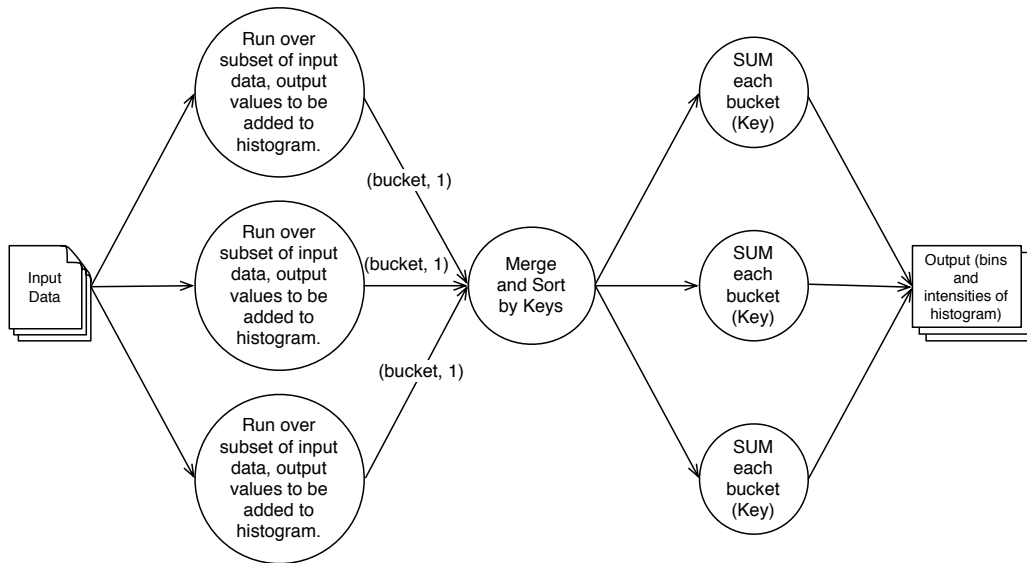 Input
Data
Run over
subset of input
data, output
values to be
added to
histogram.
Run over
subset of input
data, output
values to be
added to
histogram.
Run over
subset of input
data, output
values to be
added to
histogram.
(bucket, 1)
(bucket, 1)
(bucket, 1)
Merge
and Sort
by Keys
SUM
each
bucket
(Key)
SUM
each
bucket
(Key)
SUM
each
bucket
(Key)
Output (bins
and
intensities of
histogram)